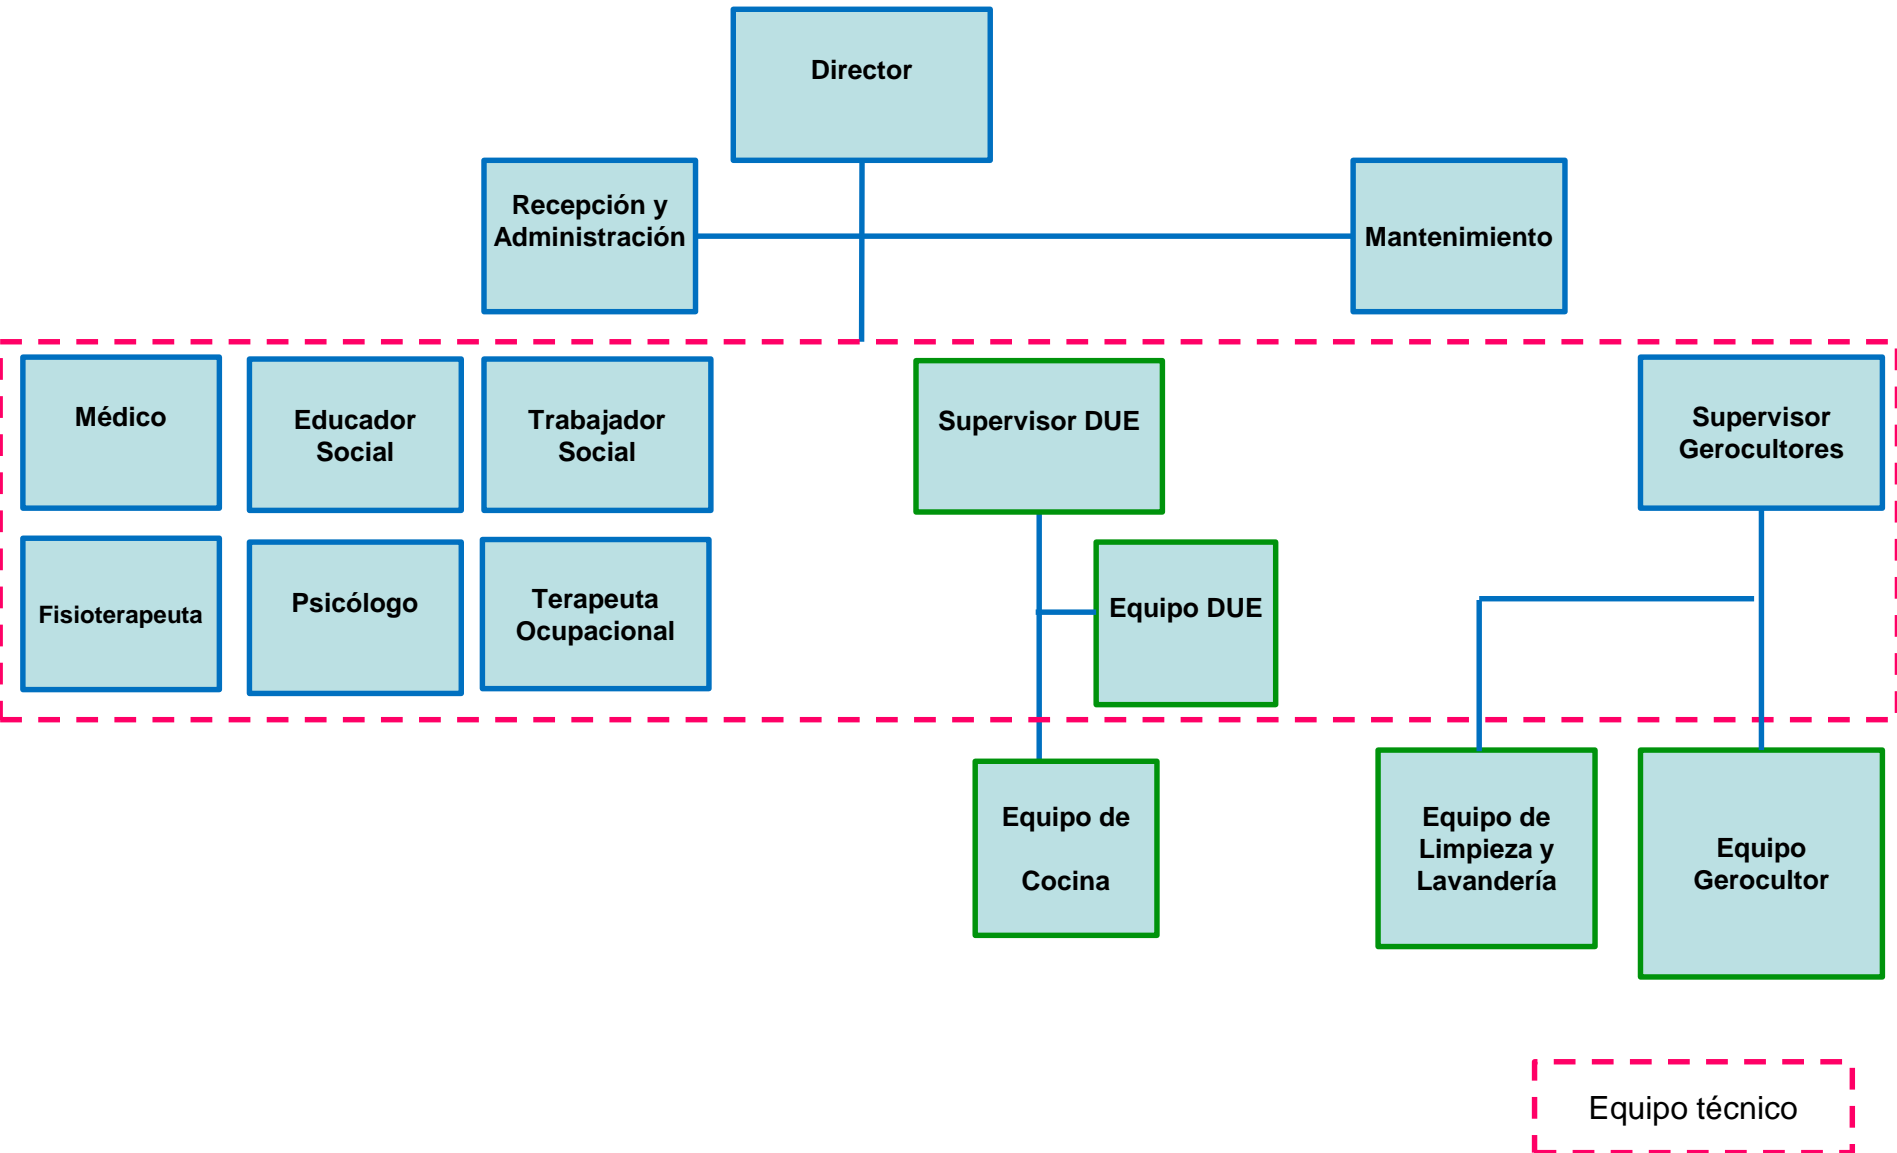 Director
Recepción y
Administración
Mantenimiento
Médico
Educador
Social
Trabajador
Social
Supervisor DUE
Supervisor
Gerocultores
Fisioterapeuta
Psicólogo
Terapeuta
Ocupacional
Equipo DUE
Equipo de
Cocina
Equipo de
Limpieza y
Lavandería
Equipo
Gerocultor
Equipo técnico